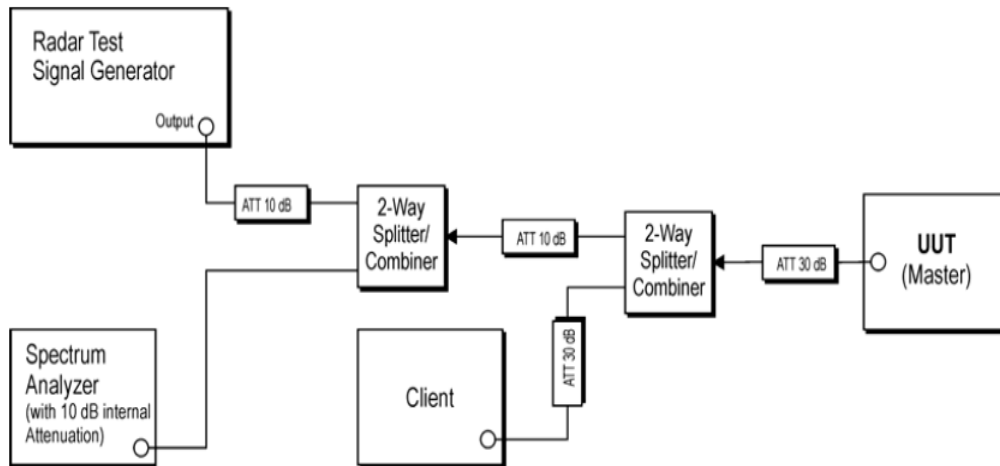 Radar Test
Signal Generator
Output
ATT 10 dB
2-Way
Splitter/
Combiner
ATT 10 dB
2-Way
Splitter/
Combiner
ATT 30 dB
UUT
(Master)
Spectrum
Analyzer
(with 10 dB internal
Attenuation)
Client
ATT 30 dB